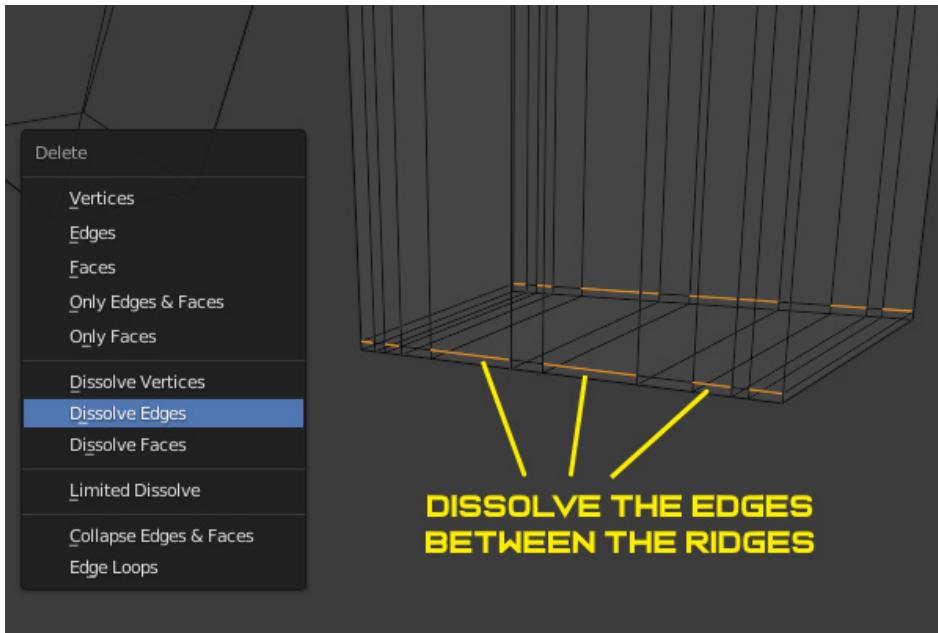 Delete
Vertices
Edges
Faces
Only Edges & Faces
Only Faces
Dissolve Vertices
Dissolve Edges
Dissolve Faces
Limited Dissolve
Collapse Edges & Faces
Edge Loops
DISSOLVE THE EDGES
BETWEEN THE RIDGES